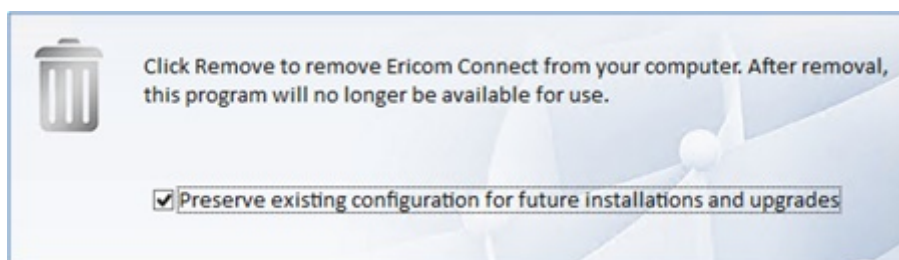 Click Remove to remove Ericom Connect from your computer. After removal,
this program will no longer be available for use.
Preserve existing configuration for future installations and upgrades